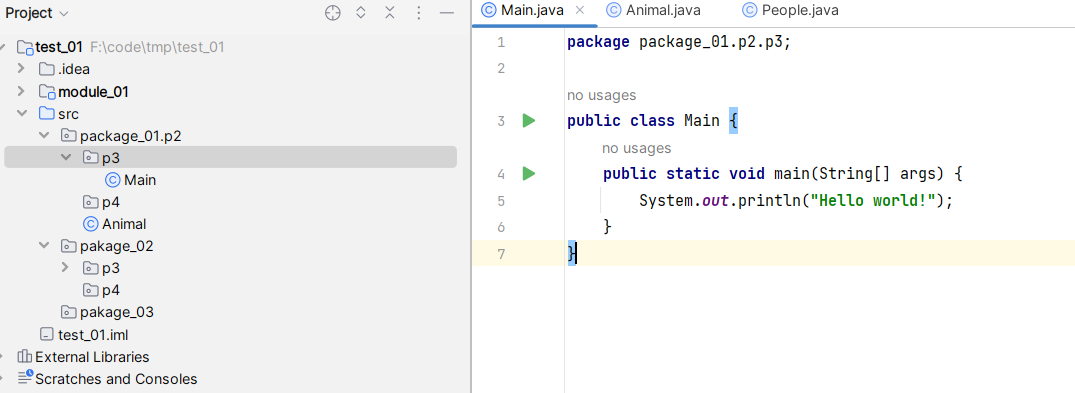 Project
test_01 F:\code\tmp\test_01
.idea
module_01
src
package_01.p2
p3
Main
p4
Animal
pakage_02
p3
p4
pakage_03
test_01.iml
External Libraries
Scratches and Consoles
Main.java Animal.java People.java
1 package package_01.p2.p3;
2
no usages
3 public class Main {
no usages
4 public static void main(String[] args) {
5 System.out.println("Hello world!");
6 }
7 }